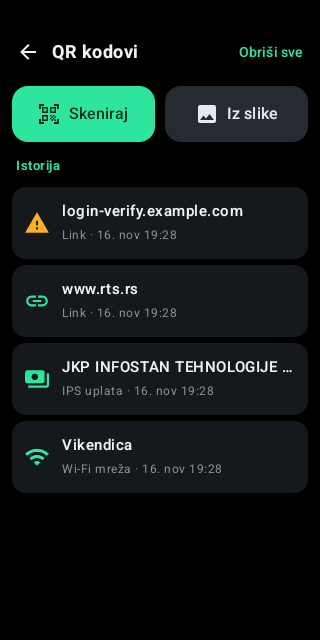 QR kodovi
Obriši sve
Skeniraj
Iz slike
Istorija
login-verify.example.com
Link · 16. nov 19:28
www.rts.rs
Link · 16. nov 19:28
JKP INFOSTAN TEHNOLOGIJE ...
IPS uplata · 16. nov 19:28
Vikendica
Wi-Fi mreža · 16. nov 19:28